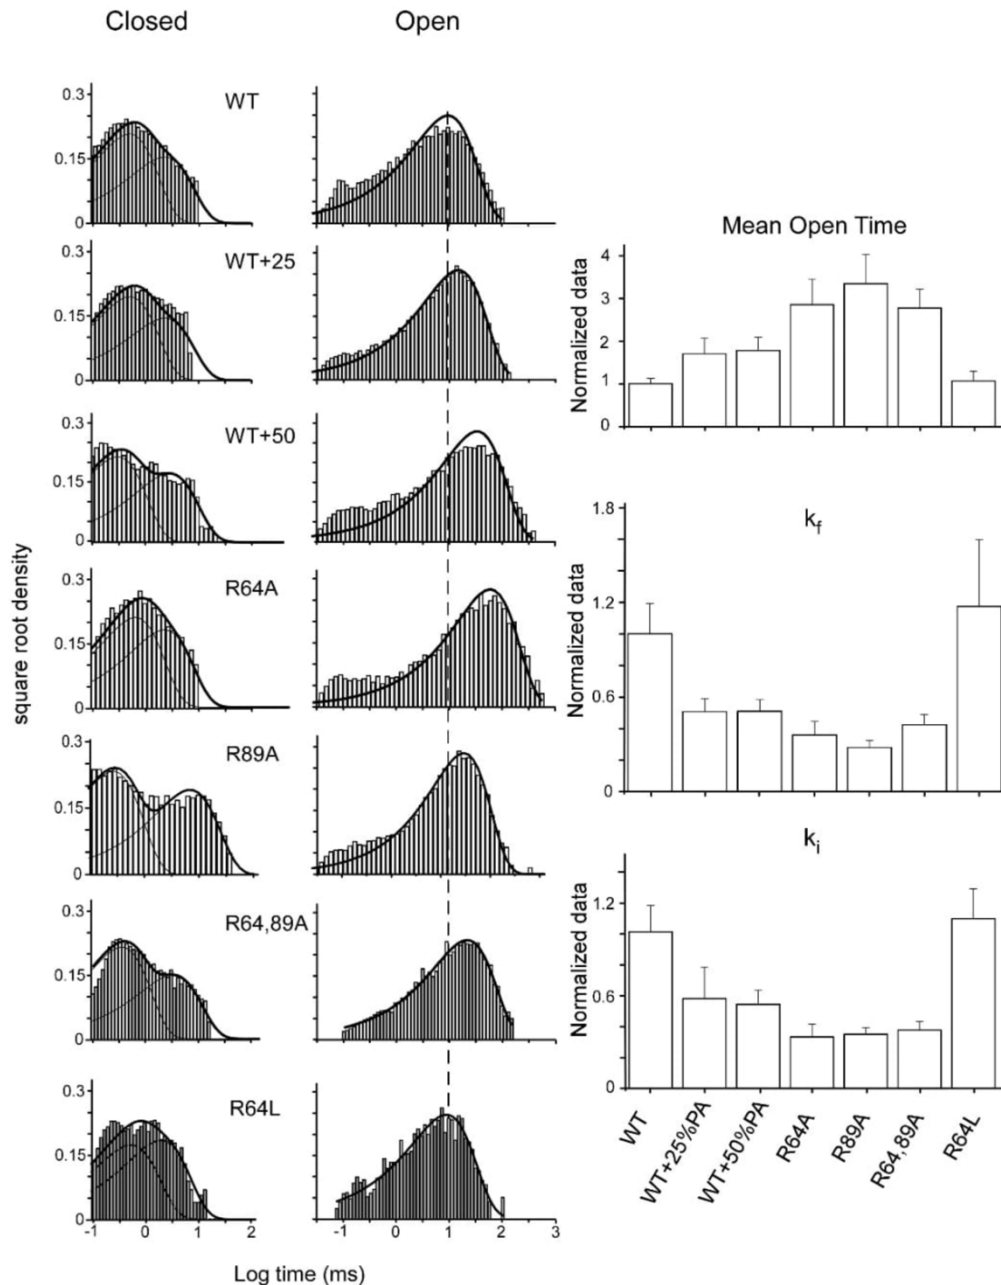 Closed
Open
0.3
0.15
0
WT
0.3
0.15
0
WT+25
0.3
0.15
0
WT+50
0.3
0.15
0
R64A
0.3
0.15
0
R89A
0.3
0.15
0
R64,89A
0.3
0.15
0
R64L
-1
0
1
2
-1
0
1
2
3
square root density
Log time (ms)
Mean Open Time
Normalized data
4
3
2
1
0
kf
Normalized data
1.8
1.2
0.6
0
ki
Normalized data
1.2
0.6
0
WT
WT+25%PA
WT+50%PA
R64A
R89A
R64,89A
R64L